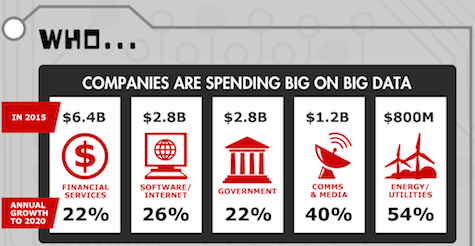 WHO...
COMPANIES ARE SPENDING BIG ON BIG DATA
IN 2015
$6.4B
$2.8B
$2.8B
$1.2B
$800M
$
FINANCIAL
SERVICES
SOFTWARE/
INTERNET
GOVERNMENT
COMMS
& MEDIA
ENERGY/
UTILITIES
ANNUAL
GROWTH
TO 2020
22%
26%
22%
40%
54%